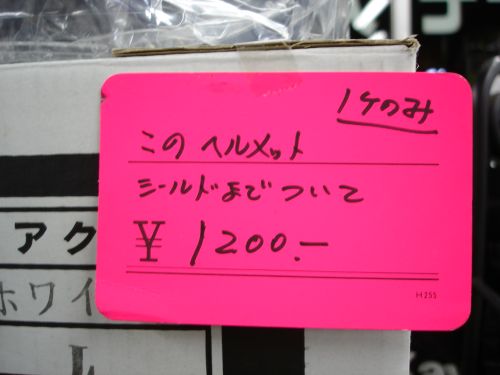 1ケのみ
この ヘルメット
シールドまでついて
¥ 1200.-
H255
アク
ホワイ
L